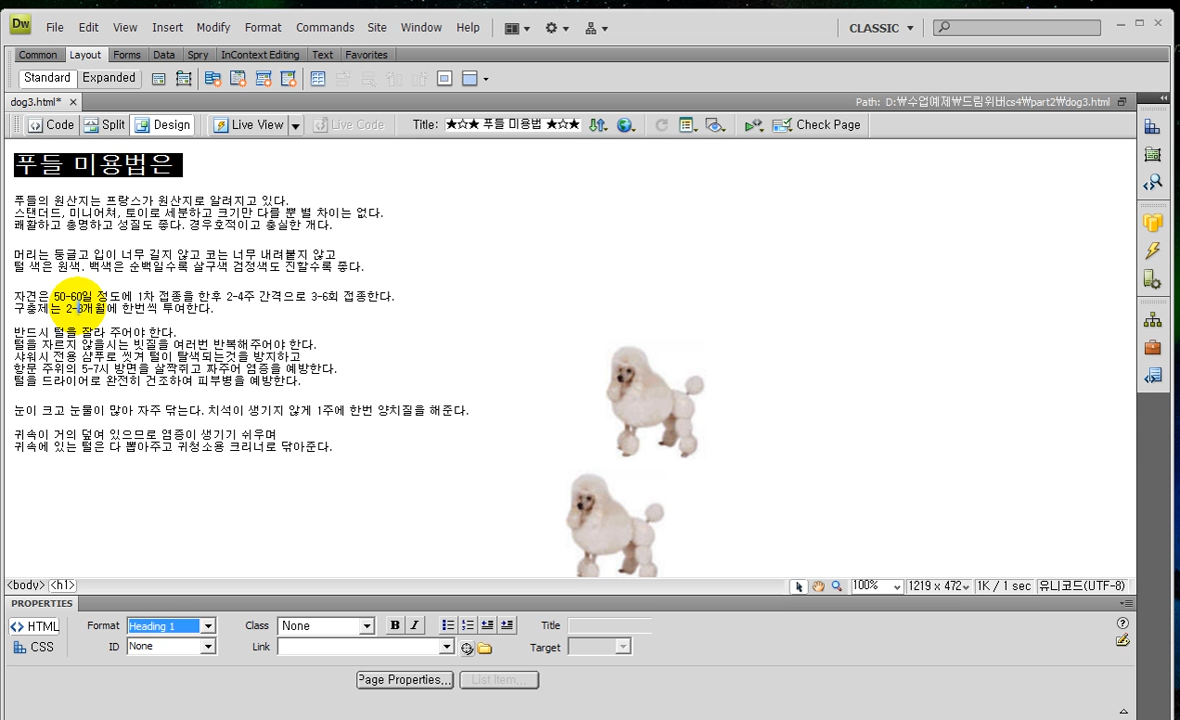 Dw File Edit View Insert Modify Format Commands Site Window Help CLASSIC
Common Layout Forms Data Spry InContext Editing Text Favorites
Standard Expanded
dog3.html* Path: D:₩수업예제₩드림위버cs4₩part2₩dog3.html
Code Split Design Live View Live Code Title: ★☆★ 푸들 미용법 ★☆★ Check Page
푸들 미용법은
푸들의 원산지는 프랑스가 원산지로 알려지고 있다.
스탠더드, 미니어쳐, 토이로 세분하고 크기만 다를 뿐 별 차이는 없다.
쾌활하고 총명하고 성질도 좋다. 경우호적이고 충실한 개다.
머리는 둥글고 입이 너무 길지 않고 코는 너무 내려붙지 않고
털 색은 원색. 백색은 순백일수록 살구색 검정색도 진할수록 좋다.
자견은 50-60일 정도에 1차 접종을 한후 2-4주 간격으로 3-6회 접종한다.
구충제는 2-3개월에 한번씩 투여한다.
반드시 털을 잘라 주어야 한다.
털을 자르지 않을시는 빗질을 여러번 반복해주어야 한다.
샤워시 전용 샴푸로 씻겨 털이 탈색되는것을 방지하고
항문 주위의 5-7시 방면을 살짝쥐고 짜주어 염증을 예방한다.
털을 드라이어로 완전히 건조하여 피부병을 예방한다.
눈이 크고 눈물이 많아 자주 닦는다. 치석이 생기지 않게 1주에 한번 양치질을 해준다.
귀속이 거의 덮여 있으므로 염증이 생기기 쉬우며
귀속에 있는 털은 다 뽑아주고 귀청소용 크리너로 닦아준다.
<body> <h1> 100% 1219 x 472 1K / 1 sec 유니코드(UTF-8)
PROPERTIES
HTML Format Heading 1 Class None B I Title
CSS ID None Link Target
Page Properties... List Item...